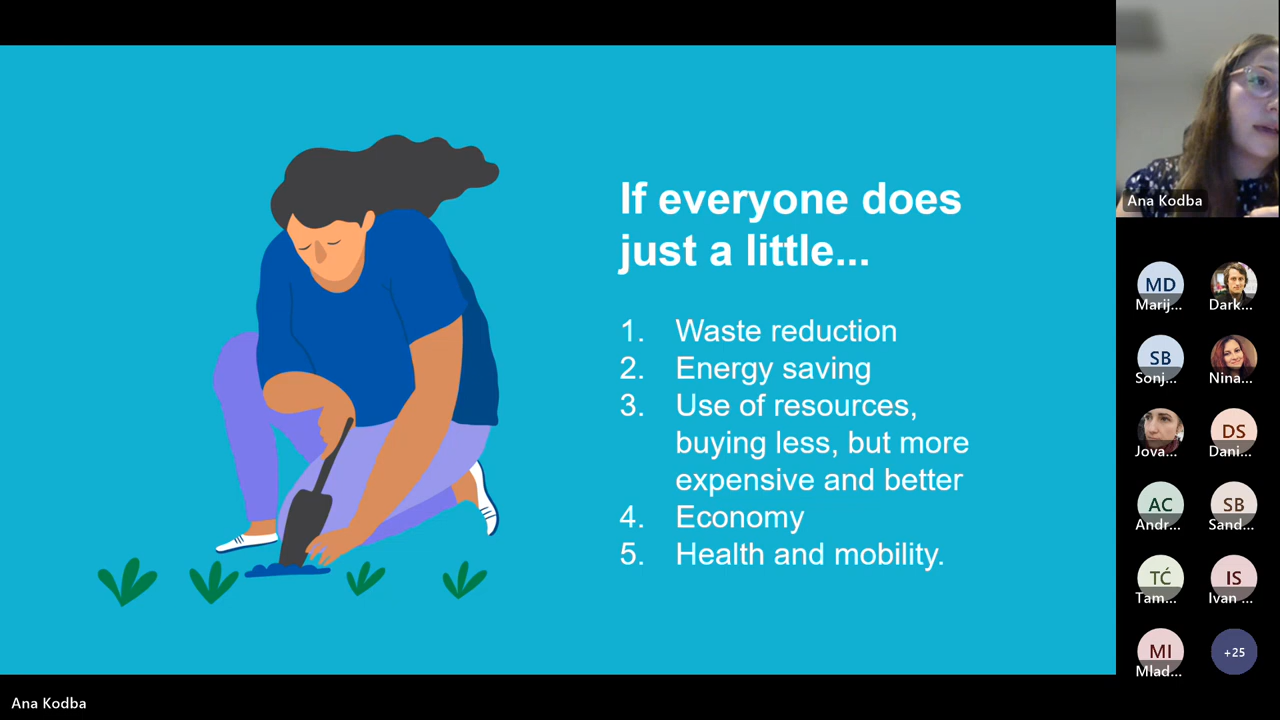 If everyone does
just a little...
1. Waste reduction
2. Energy saving
3. Use of resources,
buying less, but more
expensive and better
4. Economy
5. Health and mobility.
Ana Kodba
MD
Marij...
Dark...
SB
Sonj...
Nina...
Jova...
DS
Dani...
AC
Andr...
SB
Sand...
TĆ
Tam...
IS
Ivan ...
MI
Mlad...
+25
Ana Kodba